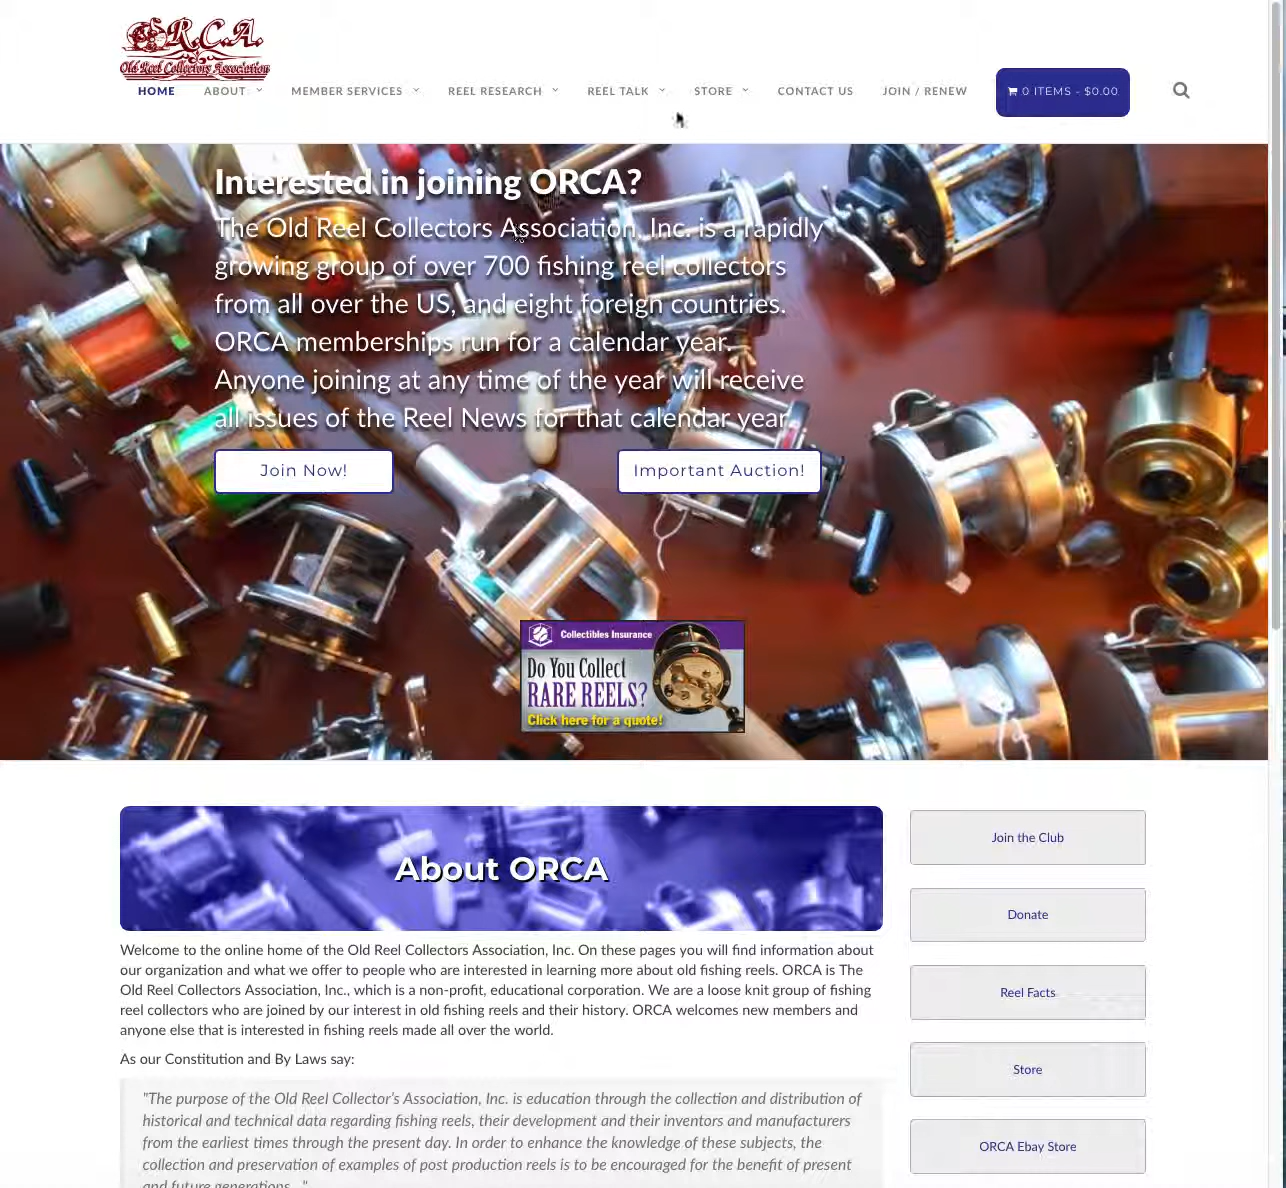 O.R.C.A.
Old Reel Collectors Association
HOME ABOUT MEMBER SERVICES REEL RESEARCH REEL TALK STORE CONTACT US JOIN / RENEW 0 ITEMS - $0.00
Interested in joining ORCA?
The Old Reel Collectors Association, Inc. is a rapidly
growing group of over 700 fishing reel collectors
from all over the US, and eight foreign countries.
ORCA memberships run for a calendar year.
Anyone joining at any time of the year will receive
all issues of the Reel News for that calendar year.
Join Now! Important Auction!
Collectibles Insurance
Do You Collect
RARE REELS?
Click here for a quote!
About ORCA
Welcome to the online home of the Old Reel Collectors Association, Inc. On these pages you will find information about
our organization and what we offer to people who are interested in learning more about old fishing reels. ORCA is The
Old Reel Collectors Association, Inc., which is a non-profit, educational corporation. We are a loose knit group of fishing
reel collectors who are joined by our interest in old fishing reels and their history. ORCA welcomes new members and
anyone else that is interested in fishing reels made all over the world.
As our Constitution and By Laws say:
"The purpose of the Old Reel Collector's Association, Inc. is education through the collection and distribution of
historical and technical data regarding fishing reels, their development and their inventors and manufacturers
from the earliest times through the present day. In order to enhance the knowledge of these subjects, the
collection and preservation of examples of post production reels is to be encouraged for the benefit of present
and future generations..."
Join the Club
Donate
Reel Facts
Store
ORCA Ebay Store